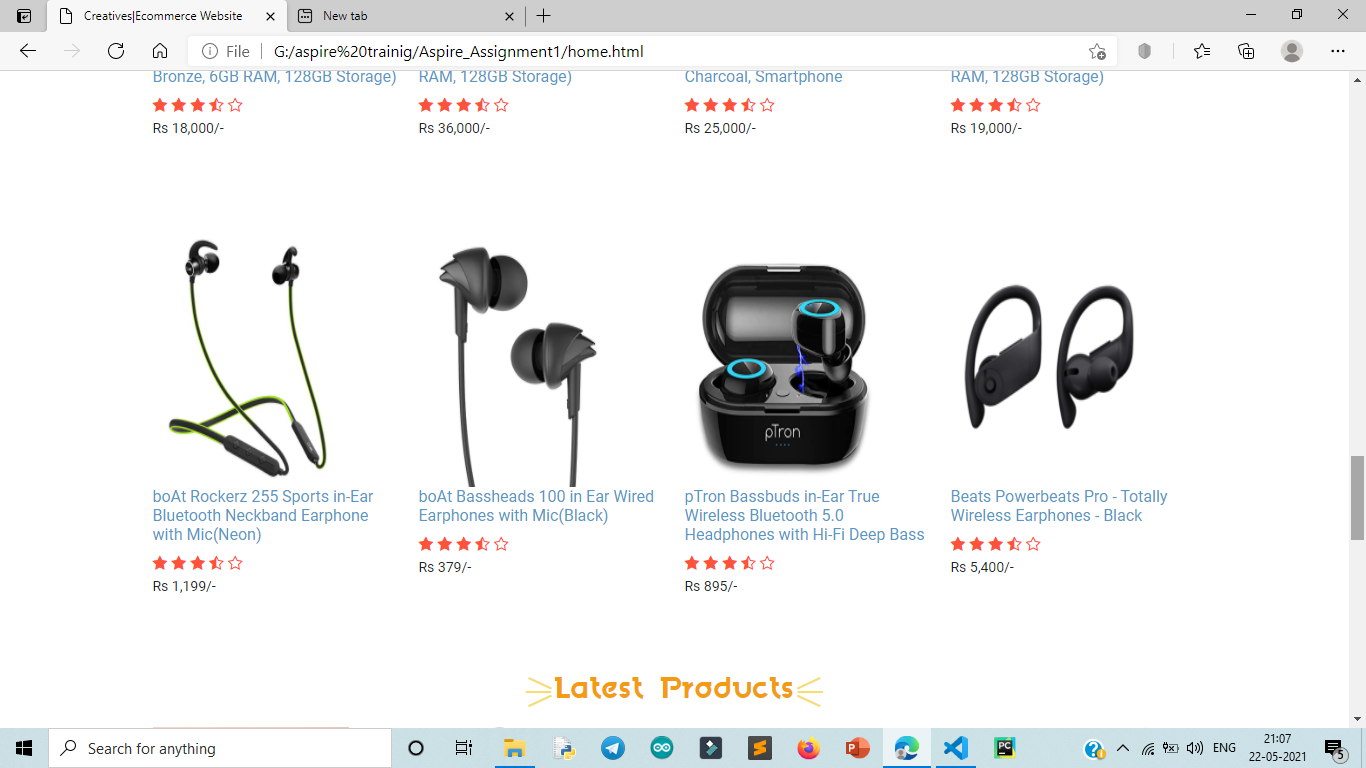 Creatives|Ecommerce Website
New tab
File
G:/aspire%20trainig/Aspire_Assignment1/home.html
Bronze, 6GB RAM, 128GB Storage)
RAM, 128GB Storage)
Charcoal, Smartphone
RAM, 128GB Storage)
Rs 18,000/-
Rs 36,000/-
Rs 25,000/-
Rs 19,000/-
pTron
boAt Rockerz 255 Sports in-Ear
Bluetooth Neckband Earphone
with Mic(Neon)
Rs 1,199/-
boAt Bassheads 100 in Ear Wired
Earphones with Mic(Black)
Rs 379/-
pTron Bassbuds in-Ear True
Wireless Bluetooth 5.0
Headphones with Hi-Fi Deep Bass
Rs 895/-
Beats Powerbeats Pro - Totally
Wireless Earphones - Black
Rs 5,400/-
Latest Products
Search for anything
PC
ENG
21:07
22-05-2021
5